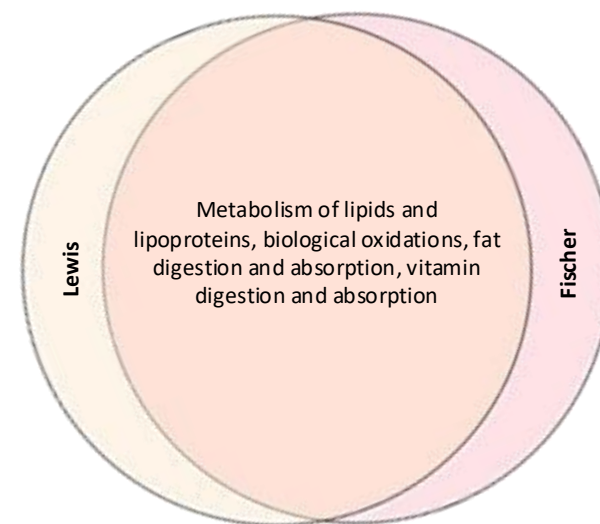 Metabolism of lipids and
lipoproteins, biological oxidations, fat
digestion and absorption, vitamin
digestion and absorption
Lewis
Fischer